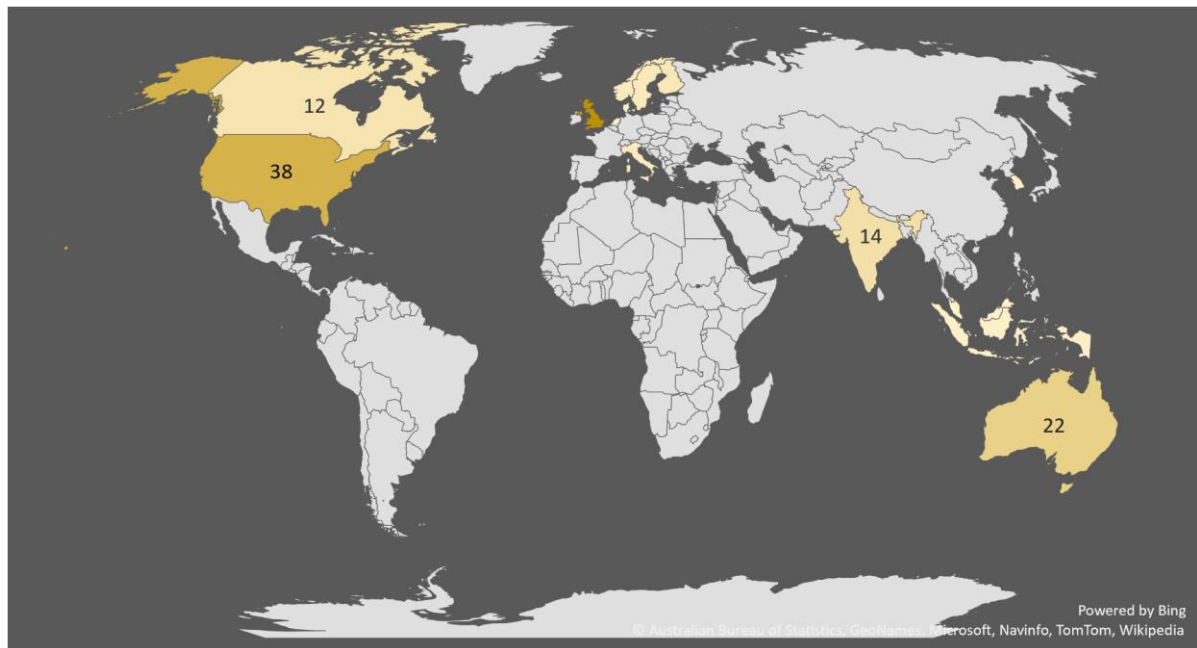 12
38
14
22
Powered by Bing
© Australian Bureau of Statistics, GeoNames, Microsoft, Navinfo, TomTom, Wikipedia